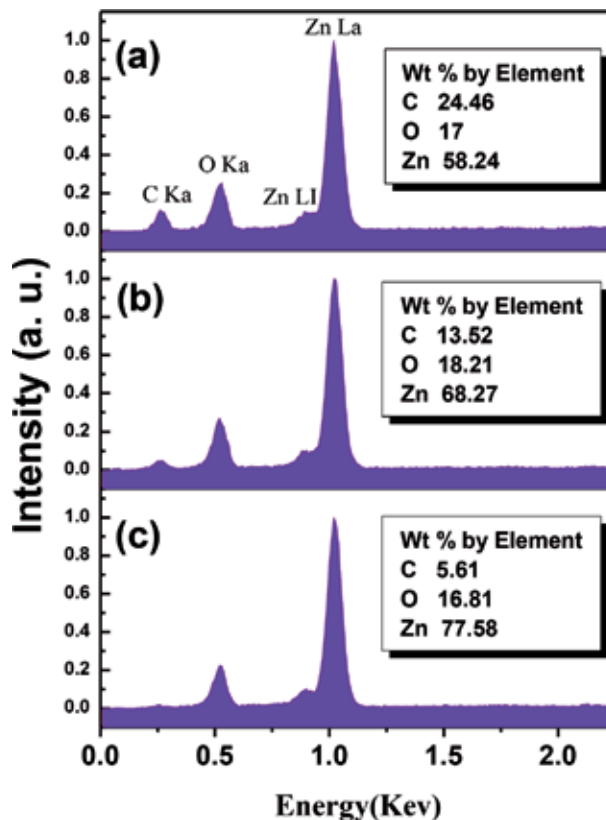 (a)
Zn La
O Ka
C Ka
Zn LI
Wt % by Element
C 24.46
O 17
Zn 58.24
1.0
0.8
0.6
0.4
0.2
0.0
(b)
Wt % by Element
C 13.52
O 18.21
Zn 68.27
1.0
0.8
0.6
0.4
0.2
0.0
(c)
Wt % by Element
C 5.61
O 16.81
Zn 77.58
1.0
0.8
0.6
0.4
0.2
0.0
0.0 0.5 1.0 1.5 2.0
Intensity (a. u.)
Energy(Kev)